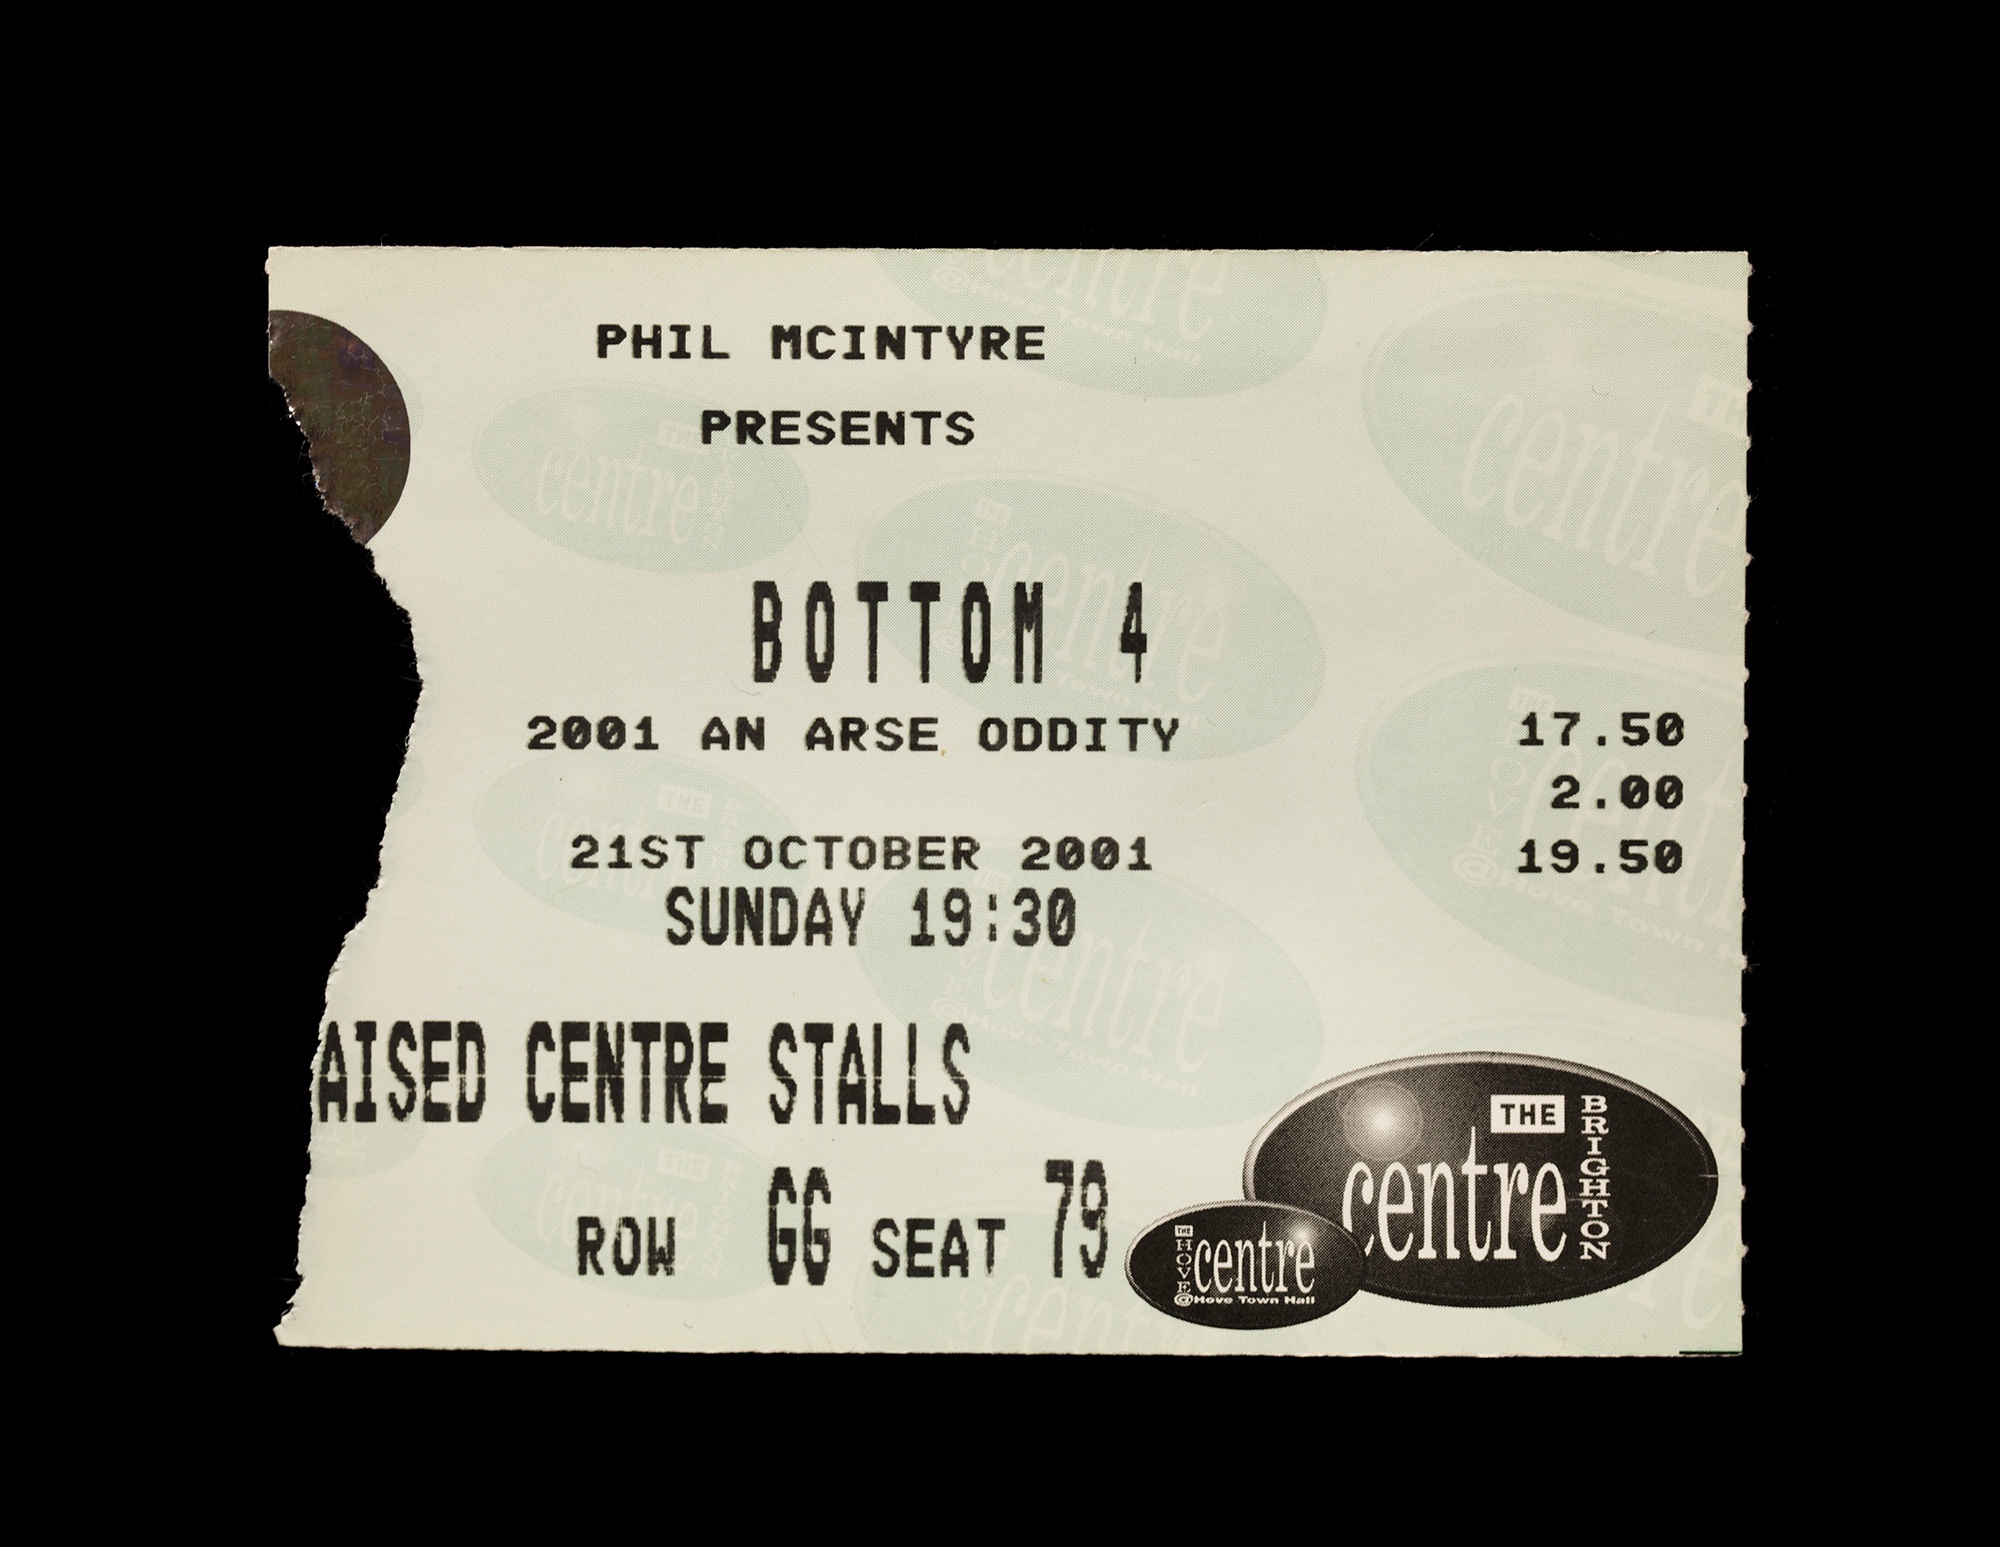 PHIL MCINTYRE
PRESENTS
BOTTOM 4
2001 AN ARSE ODDITY
17.50
2.00
19.50
21ST OCTOBER 2001
SUNDAY 19:30
AISED CENTRE STALLS
ROW GG SEAT 79
THE
centre
BRIGHTON
THE
HOVE
centre
@Hove Town Hall